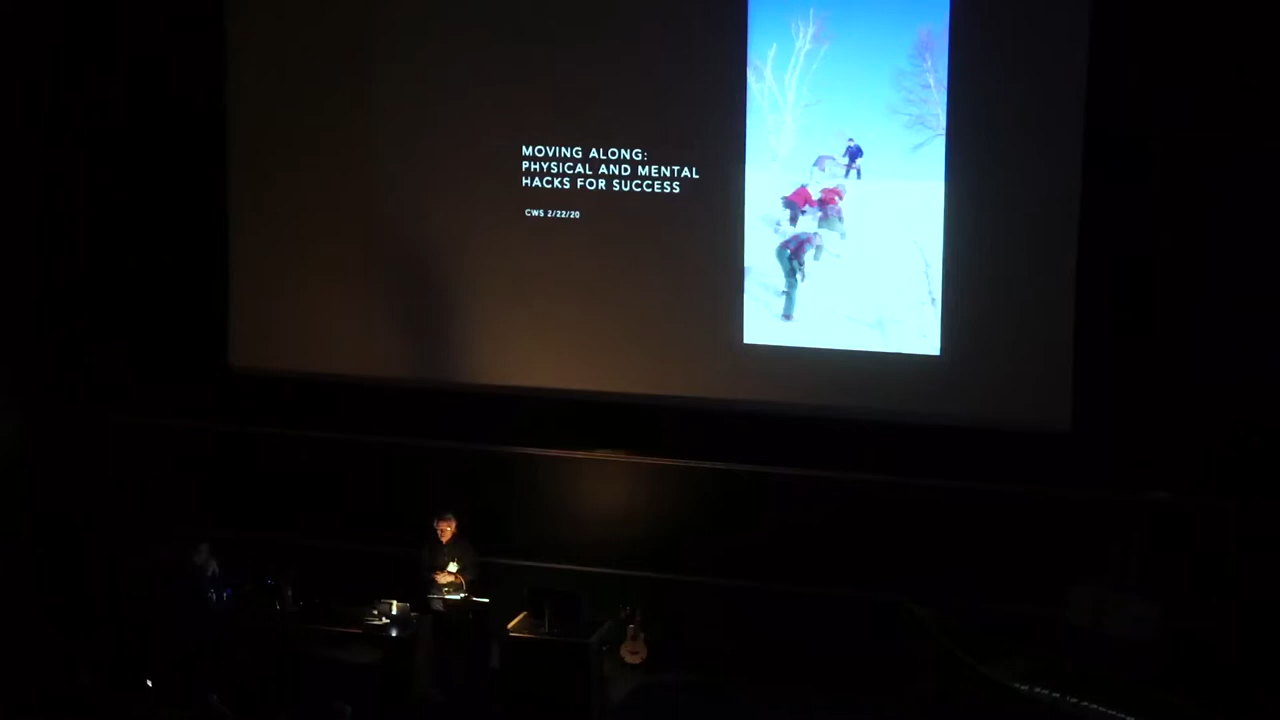 MOVING ALONG:
PHYSICAL AND MENTAL
HACKS FOR SUCCESS
CWS 2/22/20